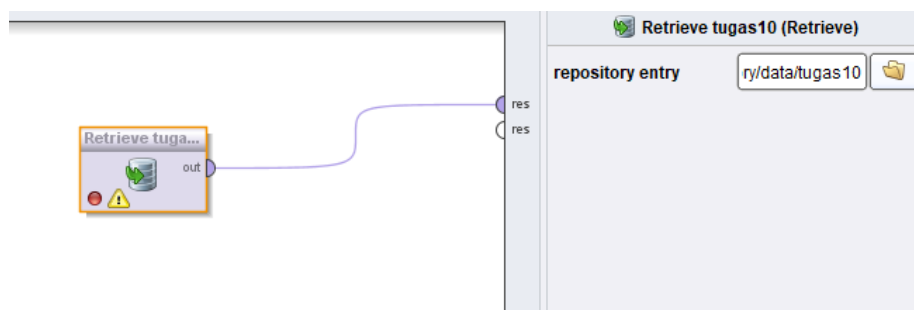 Retrieve tugas10 (Retrieve)
repository entry
ry/data/tugas10
res
res
Retrieve tuga...
out